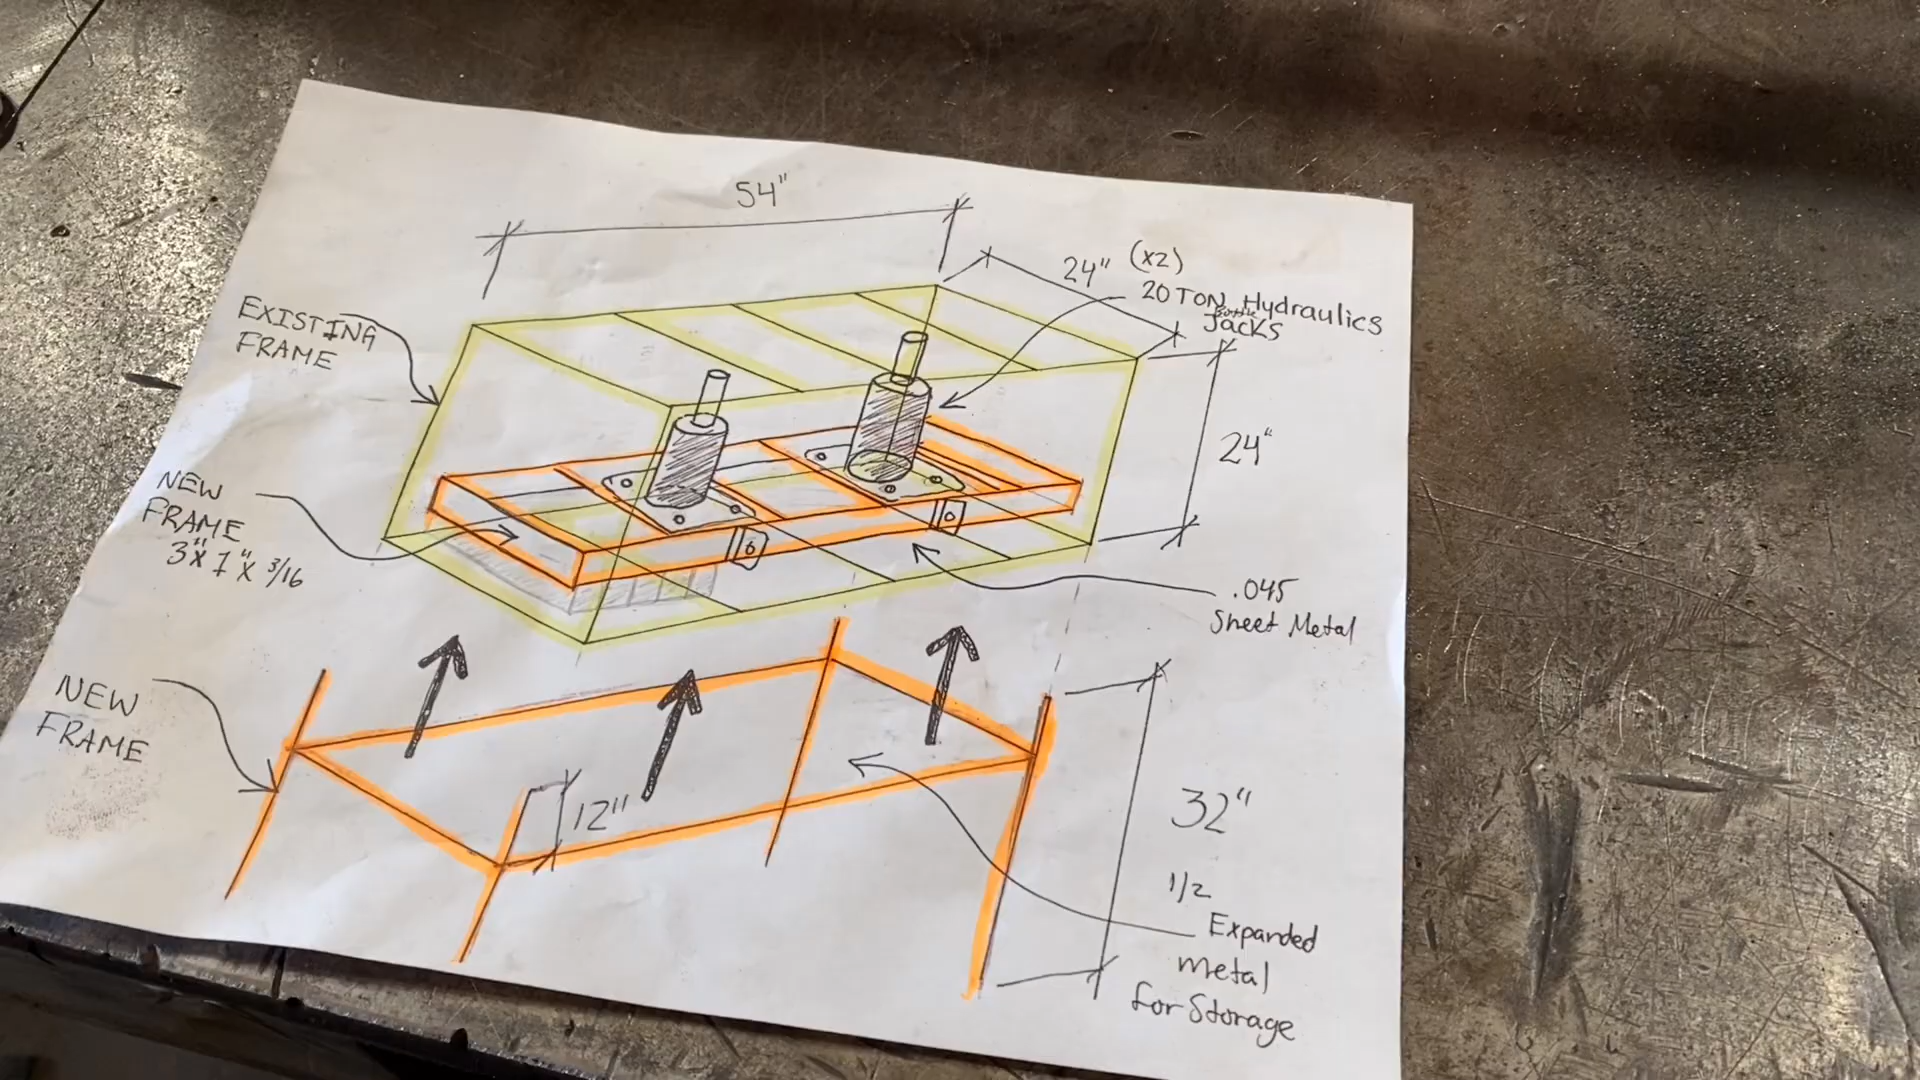 54"
24"
(x2)
20 TON Hydraulics
Bottle
Jacks
EXISTING
FRAME
24"
NEW
FRAME
3"x1"x 3/16
.045
Sheet Metal
NEW
FRAME
12"
32"
1/2
Expanded
metal
for Storage